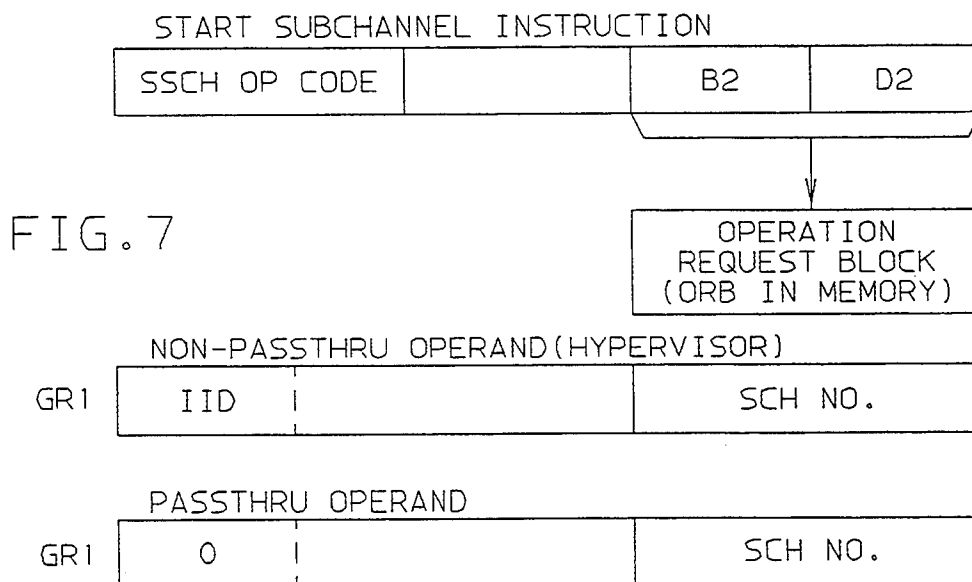 START SUBCHANNEL INSTRUCTION
SSCH OP CODE B2 D2
FIG.7
OPERATION
REQUEST BLOCK
(ORB IN MEMORY)
NON-PASSTHRU OPERAND(HYPERVISOR)
GR1 IID SCH NO.
PASSTHRU OPERAND
GR1 0 SCH NO.